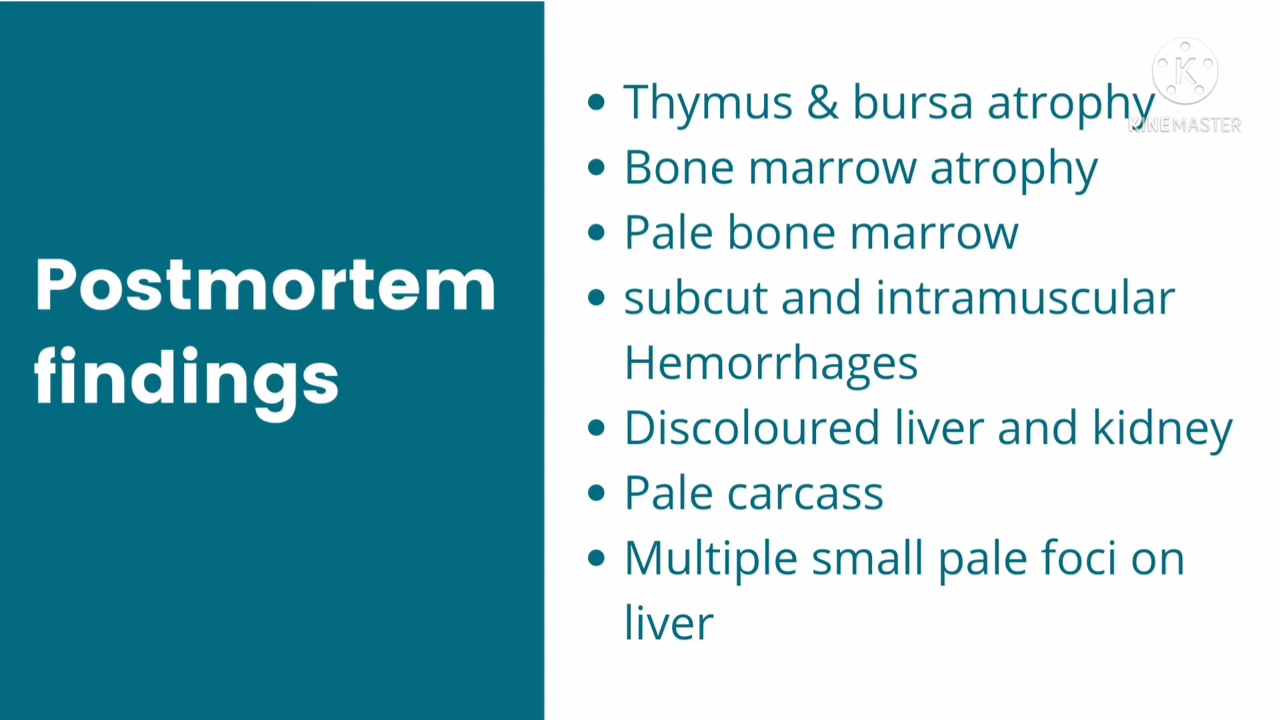 Postmortem
findings
• Thymus & bursa atrophy
• Bone marrow atrophy
• Pale bone marrow
• subcut and intramuscular
Hemorrhages
• Discoloured liver and kidney
• Pale carcass
• Multiple small pale foci on
liver
K
KINEMASTER